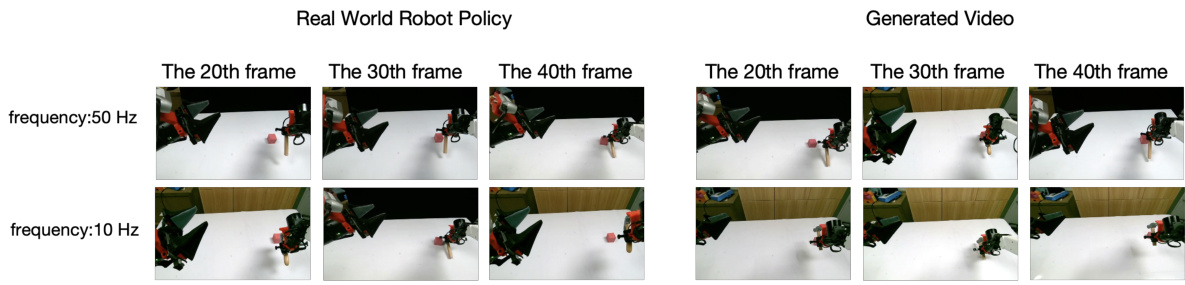 Real World Robot Policy
Generated Video
The 20th frame
The 30th frame
The 40th frame
The 20th frame
The 30th frame
The 40th frame
frequency:50 Hz
frequency:10 Hz